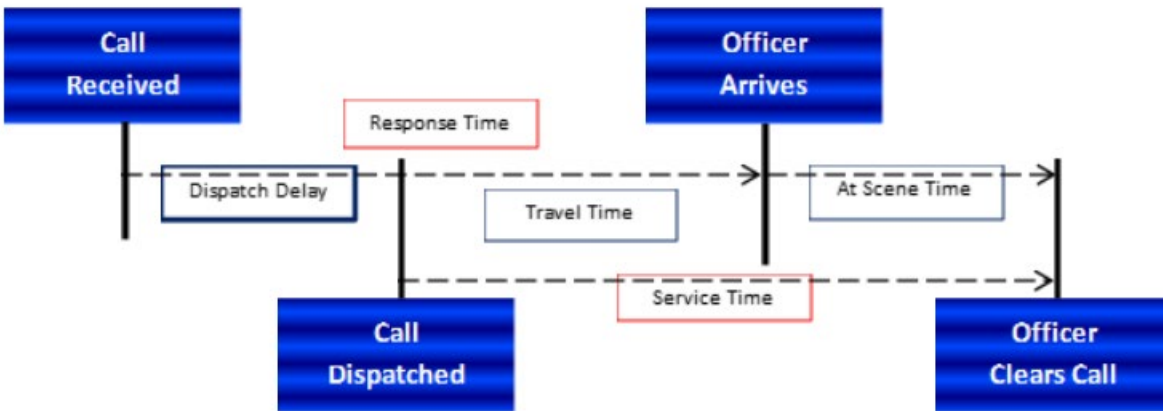 Call
Received
Officer
Arrives
Response Time
Dispatch Delay
At Scene Time
Travel Time
Service Time
Call
Dispatched
Officer
Clears Call